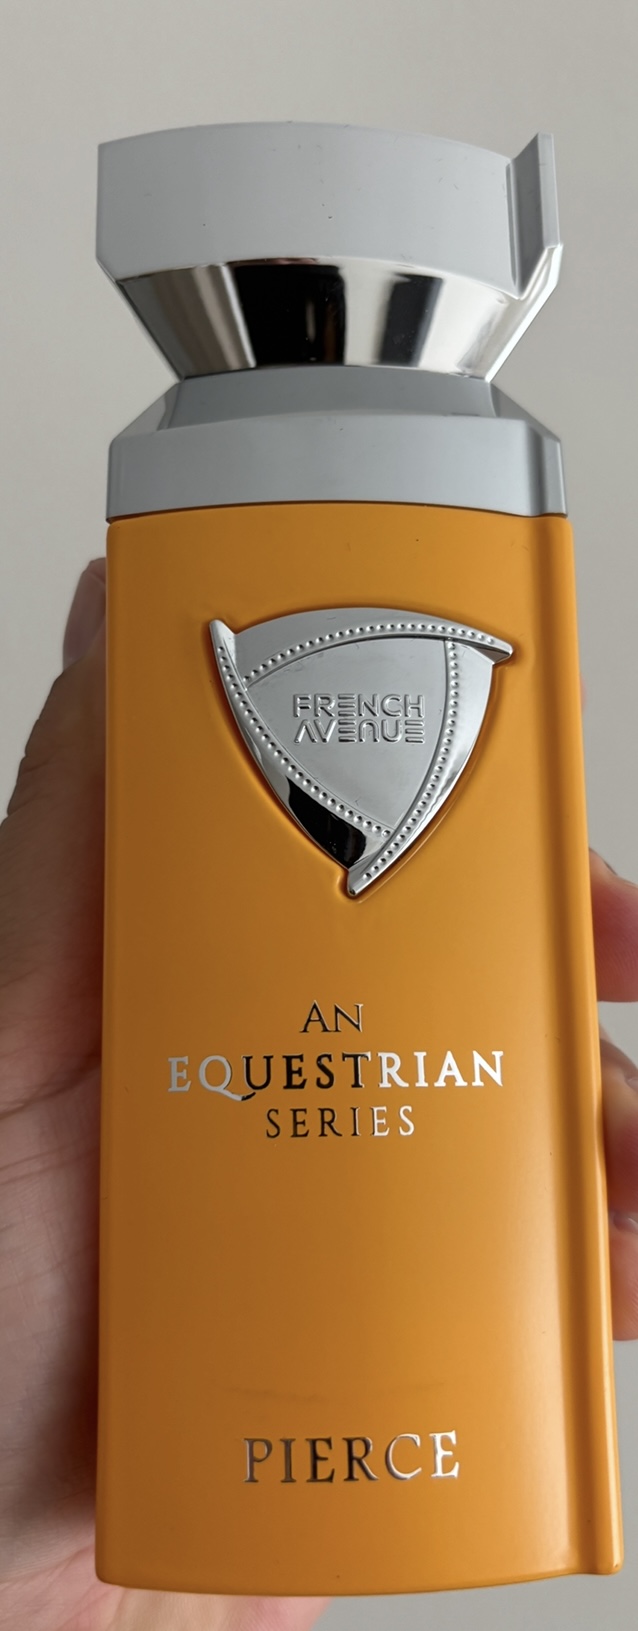 FRENCH
AVENUE
AN
EQUESTRIAN
SERIES
PIERCE